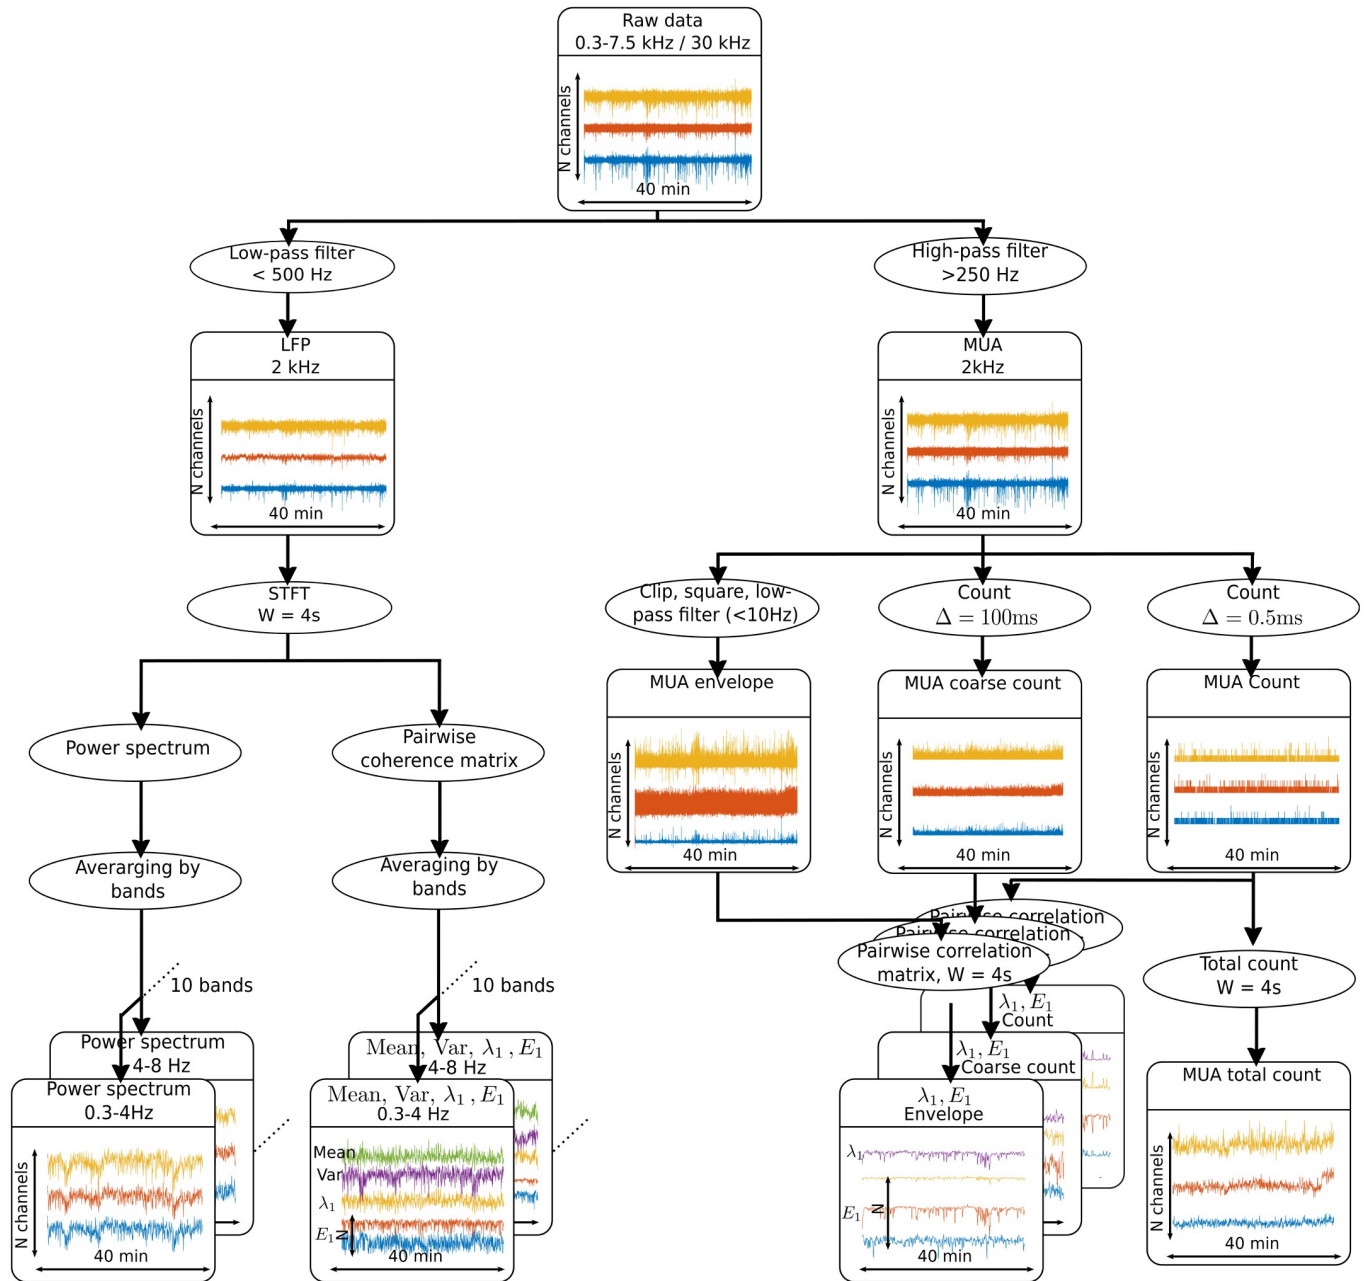 Raw data
0.3-7.5 kHz / 30 kHz
N channels
40 min
Low-pass filter
< 500 Hz
High-pass filter
>250 Hz
LFP
2 kHz
N channels
40 min
MUA
2kHz
N channels
40 min
STFT
W = 4s
Clip, square, low-
pass filter (<10Hz)
Count
Δ = 100ms
Count
Δ = 0.5ms
Power spectrum
Pairwise
coherence matrix
MUA envelope
N channels
40 min
MUA coarse count
N channels
40 min
MUA Count
N channels
40 min
Averarging by
bands
Averaging by
bands
Pairwise correlation
Pairwise correlation
Pairwise correlation
matrix, W = 4s
Total count
W = 4s
10 bands
10 bands
Power spectrum
4-8 Hz
Power spectrum
0.3-4Hz
N channels
40 min
Mean, Var, λ₁, E₁
4-8 Hz
Mean, Var, λ₁, E₁
0.3-4 Hz
Mean
Var
λ₁
E₁
N
40 min
λ₁, E₁
Count
λ₁, E₁
Coarse count
λ₁, E₁
Envelope
λ₁
E₁
N
40 min
MUA total count
N channels
40 min